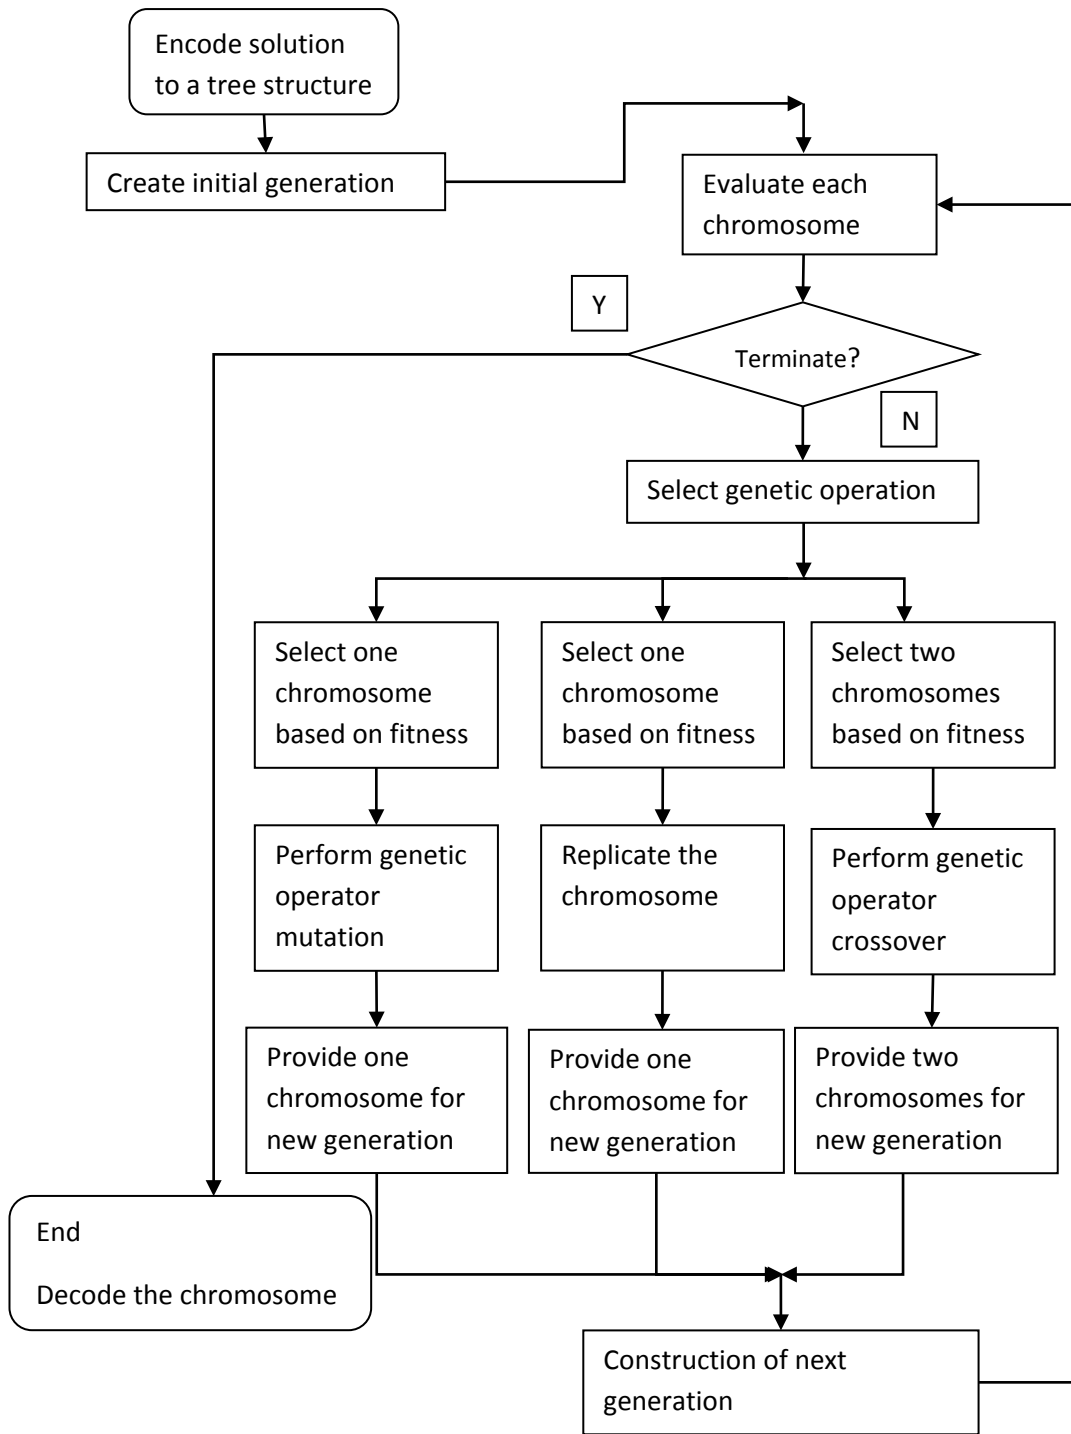 Encode solution
to a tree structure
Create initial generation
Evaluate each
chromosome
Y
Terminate?
N
Select genetic operation
Select one
chromosome
based on fitness
Select one
chromosome
based on fitness
Select two
chromosomes
based on fitness
Perform genetic
operator
mutation
Replicate the
chromosome
Perform genetic
operator
crossover
Provide one
chromosome for
new generation
Provide one
chromosome for
new generation
Provide two
chromosomes for
new generation
End
Decode the chromosome
Construction of next
generation